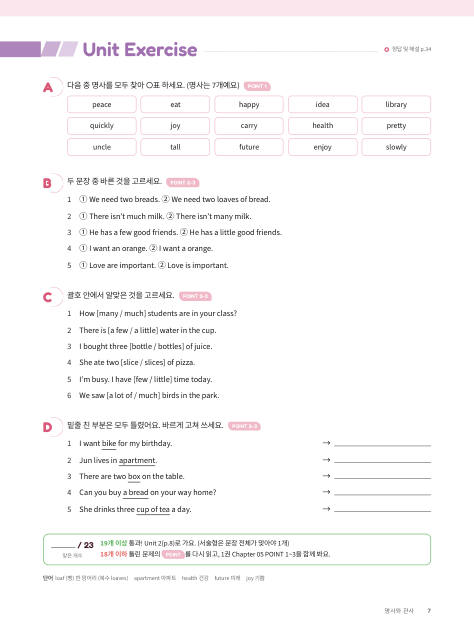 Unit Exercise
정답 및 해설 p.34
A 다음 중 명사를 모두 찾아 ○표 하세요. (명사는 7개예요) POINT 1
peace eat happy idea library
quickly joy carry health pretty
uncle tall future enjoy slowly
B 두 문장 중 바른 것을 고르세요. POINT 2-3
1 ① We need two breads. ② We need two loaves of bread.
2 ① There isn't much milk. ② There isn't many milk.
3 ① He has a few good friends. ② He has a little good friends.
4 ① I want an orange. ② I want a orange.
5 ① Love are important. ② Love is important.
C 괄호 안에서 알맞은 것을 고르세요. POINT 2-3
1 How [many / much] students are in your class?
2 There is [a few / a little] water in the cup.
3 I bought three [bottle / bottles] of juice.
4 She ate two [slice / slices] of pizza.
5 I'm busy. I have [few / little] time today.
6 We saw [a lot of / much] birds in the park.
D 밑줄 친 부분은 모두 틀렸어요. 바르게 고쳐 쓰세요. POINT 2-3
1 I want bike for my birthday. →
2 Jun lives in apartment. →
3 There are two box on the table. →
4 Can you buy a bread on your way home? →
5 She drinks three cup of tea a day. →
/ 23
맞은 개수
19개 이상 통과! Unit 2(p.8)로 가요. (서술형은 문장 전체가 맞아야 1개)
18개 이하 틀린 문제의 POINT 를 다시 읽고, 1권 Chapter 05 POINT 1~3을 함께 봐요.
단어 loaf (빵) 한 덩어리 (복수 loaves) apartment 아파트 health 건강 future 미래 joy 기쁨
명사와 관사 7